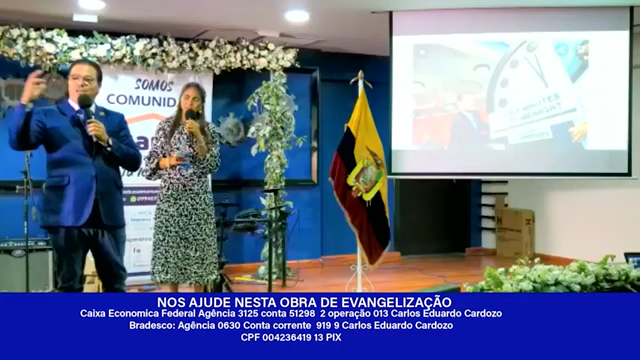 SOMOS
COMUNID
MINUTES
NOS AJUDE NESTA OBRA DE EVANGELIZAÇÃO
Caixa Economica Federal Agência 3125 conta 51298 2 operação 013 Carlos Eduardo Cardozo
Bradesco: Agência 0630 Conta corrente 919 9 Carlos Eduardo Cardozo
CPF 004236419 13 PIX